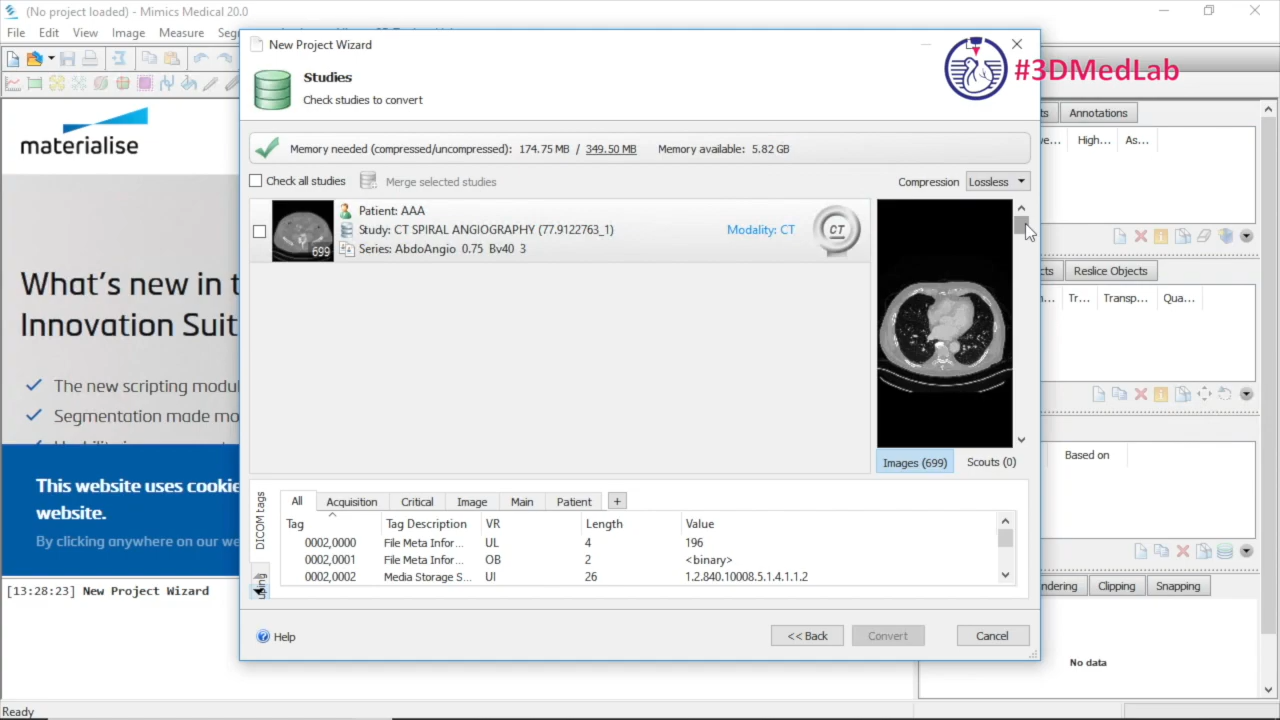 (No project loaded) - Mimics Medical 20.0
File Edit View Image Measure
New Project Wizard
#3DMedLab
Studies
Check studies to convert
materialise
Annotations
High... As...
Memory needed (compressed/uncompressed): 174.75 MB / 349.50 MB Memory available: 5.82 GB
Check all studies Merge selected studies Compression Lossless
Patient: AAA
Study: CT SPIRAL ANGIOGRAPHY (77.9122763_1)
Series: AbdoAngio 0.75 Bv40 3
Modality: CT
CT
699
Reslice Objects
Tr... Transp... Qua...
What's new in t
Innovation Suit
The new scripting modul
Segmentation made mo
Images (699) Scouts (0)
Based on
This website uses cookie
website.
By clicking anywhere on our we
DICOM tags
All Acquisition Critical Image Main Patient +
Tag Tag Description VR Length Value
0002,0000 File Meta Infor... UL 4 196
0002,0001 File Meta Infor... OB 2 <binary>
0002,0002 Media Storage S... UI 26 1.2.840.10008.5.1.4.1.1.2
[13:28:23] New Project Wizard
Clipping Snapping
Help << Back Convert Cancel
No data
Ready